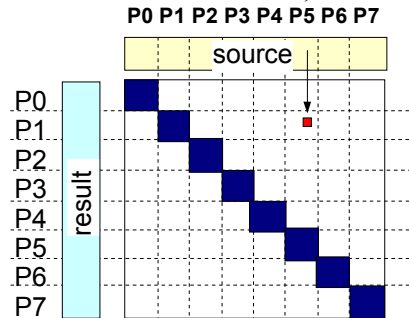 P0 P1 P2 P3 P4 P5 P6 P7
source
P0
P1
P2
P3
P4
P5
P6
P7
result